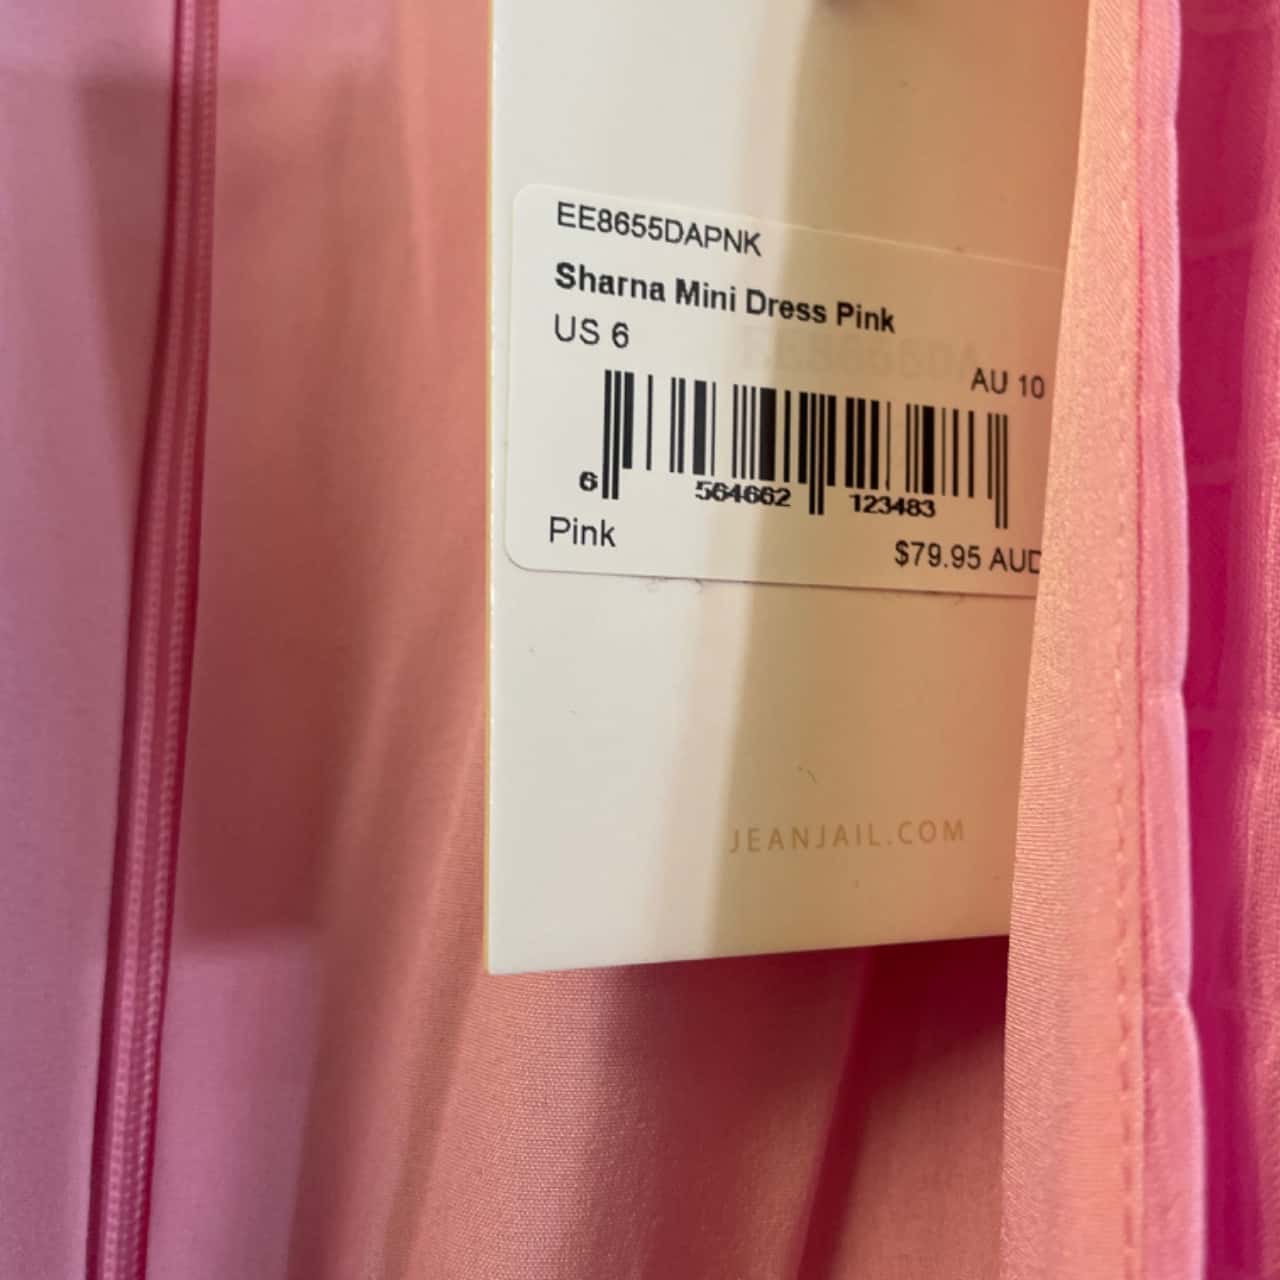 EE8655DAPNK
Sharna Mini Dress Pink
US 6
AU 10
6 564662 123483
Pink
$79.95 AUD
JEANJAIL.COM